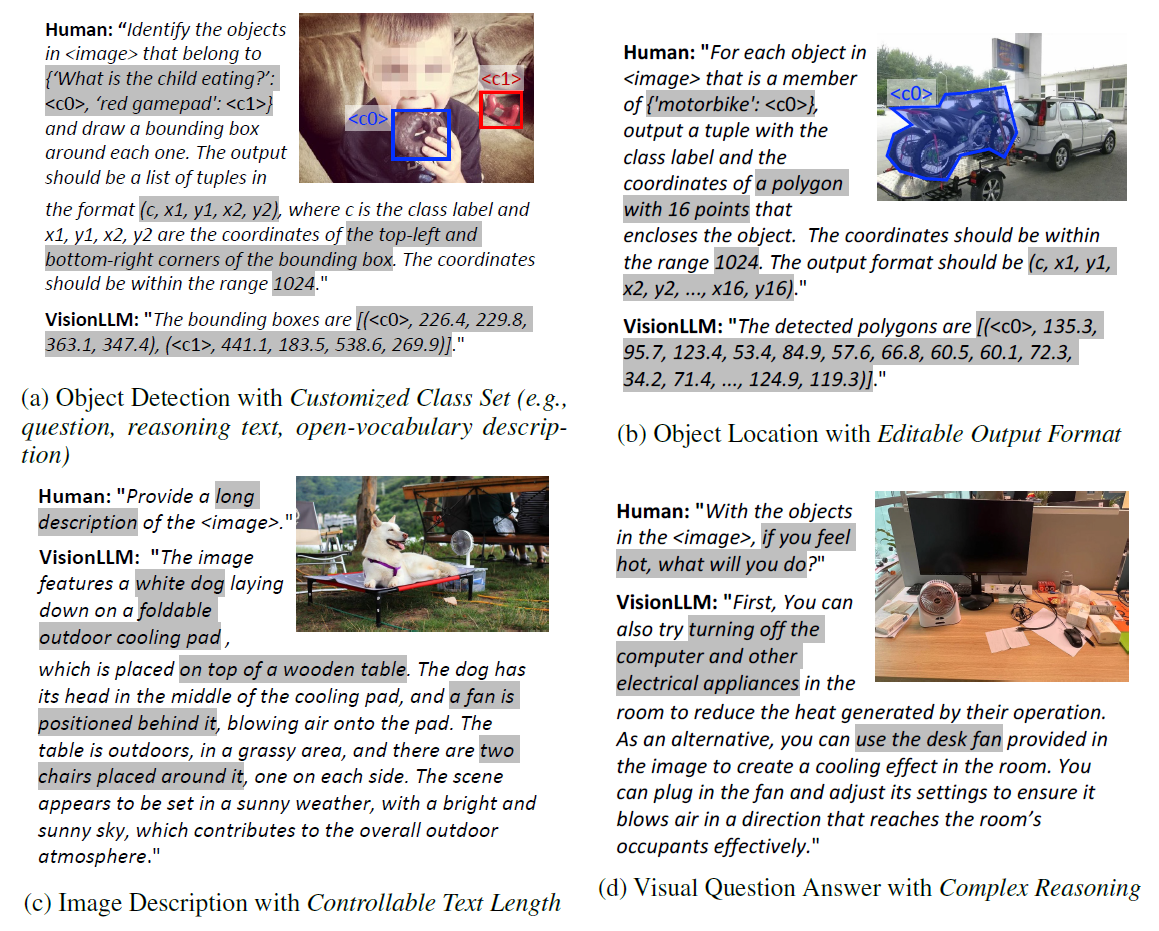 Human: “Identify the objects
in <image> that belong to
{‘What is the child eating?’:
<c0>, ‘red gamepad': <c1>}
and draw a bounding box
around each one. The output
should be a list of tuples in
<c0>
<c1>
the format (c, x1, y1, x2, y2), where c is the class label and
x1, y1, x2, y2 are the coordinates of the top-left and
bottom-right corners of the bounding box. The coordinates
should be within the range 1024."
VisionLLM: "The bounding boxes are [(<c0>, 226.4, 229.8,
363.1, 347.4), (<c1>, 441.1, 183.5, 538.6, 269.9)]."
(a) Object Detection with Customized Class Set (e.g.,
question, reasoning text, open-vocabulary descrip-
tion)
Human: "For each object in
<image> that is a member
of {'motorbike': <c0>},
output a tuple with the
class label and the
coordinates of a polygon
with 16 points that
<c0>
encloses the object. The coordinates should be within
the range 1024. The output format should be (c, x1, y1,
x2, y2, ..., x16, y16)."
VisionLLM: "The detected polygons are [(<c0>, 135.3,
95.7, 123.4, 53.4, 84.9, 57.6, 66.8, 60.5, 60.1, 72.3,
34.2, 71.4, ..., 124.9, 119.3)]."
(b) Object Location with Editable Output Format
Human: "Provide a long
description of the <image>."
VisionLLM: "The image
features a white dog laying
down on a foldable
outdoor cooling pad ,
which is placed on top of a wooden table. The dog has
its head in the middle of the cooling pad, and a fan is
positioned behind it, blowing air onto the pad. The
table is outdoors, in a grassy area, and there are two
chairs placed around it, one on each side. The scene
appears to be set in a sunny weather, with a bright and
sunny sky, which contributes to the overall outdoor
atmosphere."
(c) Image Description with Controllable Text Length
Human: "With the objects
in the <image>, if you feel
hot, what will you do?"
VisionLLM: "First, You can
also try turning off the
computer and other
electrical appliances in the
room to reduce the heat generated by their operation.
As an alternative, you can use the desk fan provided in
the image to create a cooling effect in the room. You
can plug in the fan and adjust its settings to ensure it
blows air in a direction that reaches the room’s
occupants effectively."
(d) Visual Question Answer with Complex Reasoning